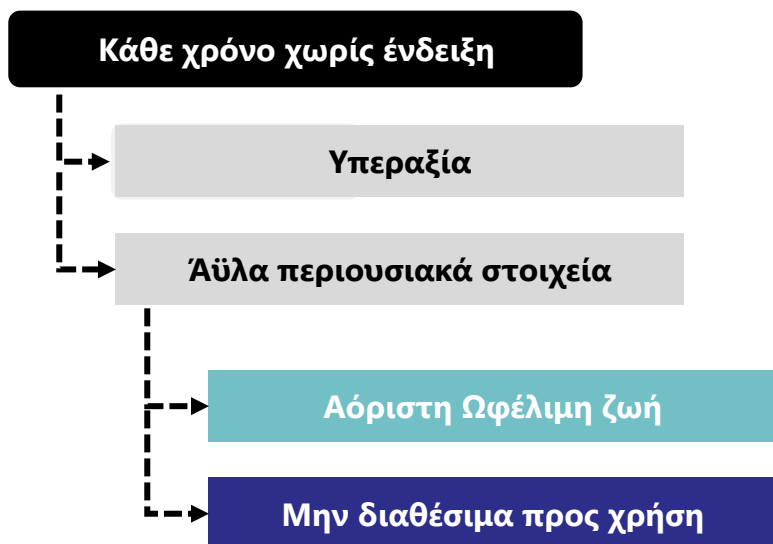 Κάθε χρόνο χωρίς ένδειξη
Υπεραξία
Άϋλα περιουσιακά στοιχεία
Αόριστη Ωφέλιμη ζωή
Μην διαθέσιμα προς χρήση